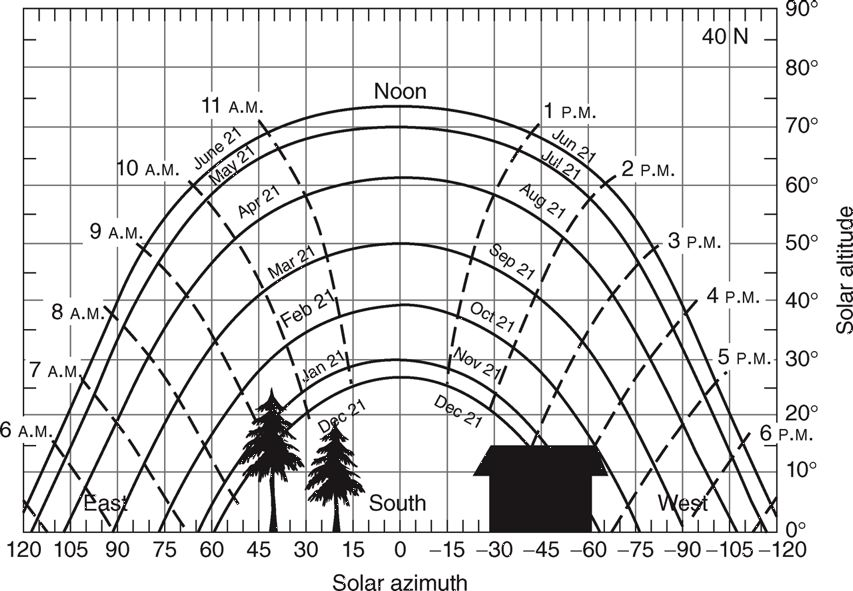 90°
40 N
80°
Noon
11 A.M.
1 P.M.
70°
June 21
Jun 21
May 21
Jul 21
10 A.M.
2 P.M.
60°
Apr 21
Aug 21
9 A.M.
3 P.M.
50°
Mar 21
Sep 21
Solar altitude
8 A.M.
4 P.M.
40°
Feb 21
Oct 21
7 A.M.
5 P.M.
30°
Jan 21
Nov 21
Dec 21
Dec 21
20°
6 A.M.
6 P.M.
10°
East
South
West
0°
120 105 90 75 60 45 30 15 0 −15 −30 −45 −60 −75 −90 −105 −120
Solar azimuth